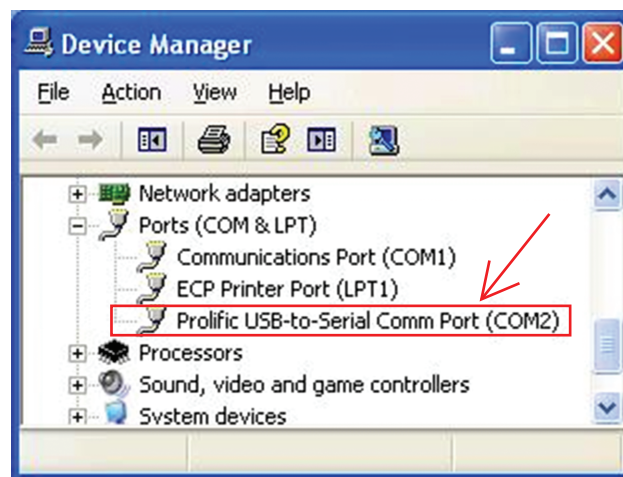 Device Manager
File Action View Help
Network adapters
Ports (COM & LPT)
Communications Port (COM1)
ECP Printer Port (LPT1)
Prolific USB-to-Serial Comm Port (COM2)
Processors
Sound, video and game controllers
System devices